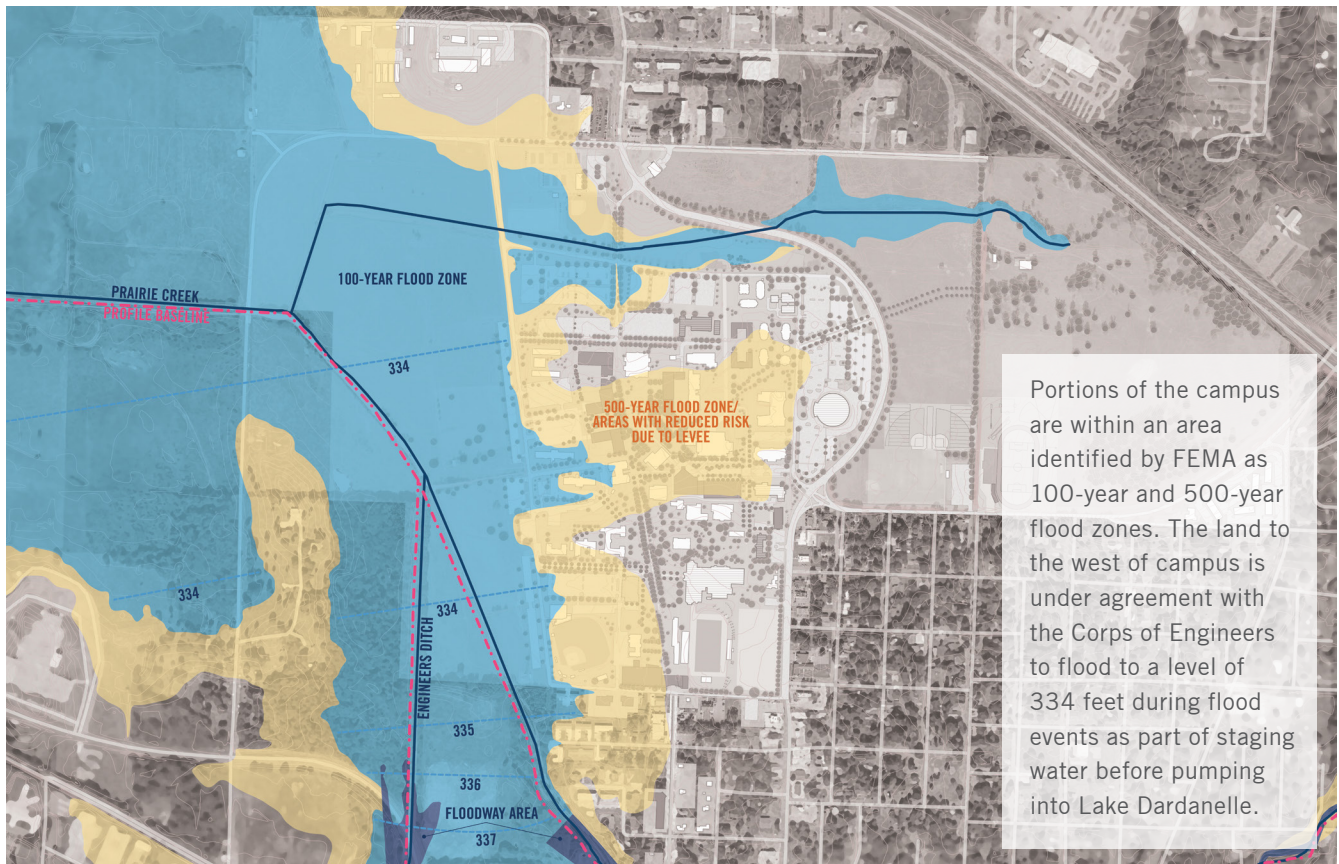 PRAIRIE CREEK
PROFILE BASELINE
100-YEAR FLOOD ZONE
334
500-YEAR FLOOD ZONE/
AREAS WITH REDUCED RISK
DUE TO LEVEE
334
334
ENGINEERS DITCH
335
336
FLOODWAY AREA
337
Portions of the campus
are within an area
identified by FEMA as
100-year and 500-year
flood zones. The land to
the west of campus is
under agreement with
the Corps of Engineers
to flood to a level of
334 feet during flood
events as part of staging
water before pumping
into Lake Dardanelle.